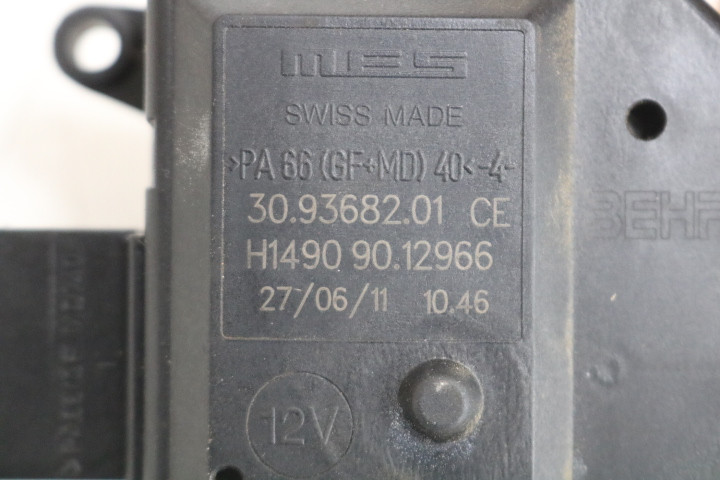 MES
SWISS MADE
>PA 66 (GF+MD) 40< -4-
30.93682.01 CE
H1490 90.12966
27/06/11 10.46
12V
BEHR